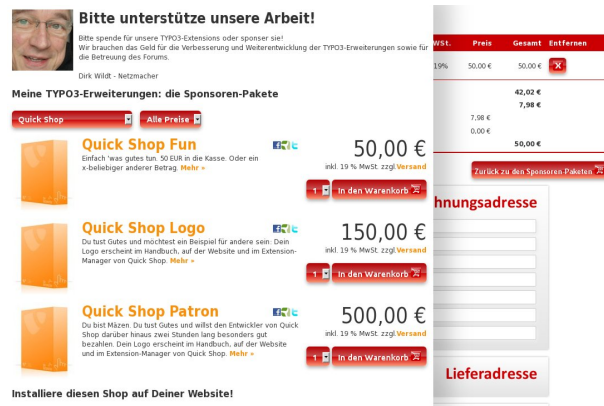 Bitte unterstütze unsere Arbeit!
Bitte spende für unsere TYPO3-Extensions oder sponser sie!
Wir brauchen das Geld für die Verbesserung und Weiterentwicklung der TYPO3-Erweiterungen sowie für
die Betreuung des Forums.
Dirk Wildt - Netzmacher
Meine TYPO3-Erweiterungen: die Sponsoren-Pakete
Quick Shop
Alle Preise
Quick Shop Fun
Einfach 'was gutes tun. 50 EUR in die Kasse. Oder ein
x-beliebiger anderer Betrag. Mehr »
50,00 €
inkl. 19 % MwSt. zzgl.Versand
1 In den Warenkorb
Quick Shop Logo
Du tust Gutes und möchtest ein Beispiel für andere sein: Dein
Logo erscheint im Handbuch, auf der Website und im Extension-
Manager von Quick Shop. Mehr »
150,00 €
inkl. 19 % MwSt. zzgl.Versand
1 In den Warenkorb
Quick Shop Patron
Du bist Mäzen. Du tust Gutes und willst den Entwickler von Quick
Shop darüber hinaus zwei Stunden lang besonders gut
bezahlen. Dein Logo erscheint im Handbuch, auf der Website
und im Extension-Manager von Quick Shop. Mehr »
500,00 €
inkl. 19 % MwSt. zzgl.Versand
1 In den Warenkorb
Installiere diesen Shop auf Deiner Website!
WSt. Preis Gesamt Entfernen
19% 50,00 € 50,00 € X
42,02 €
7,98 €
7,98 €
0,00 €
50,00 €
Zurück zu den Sponsoren-Paketen
hnungsadresse
Lieferadresse